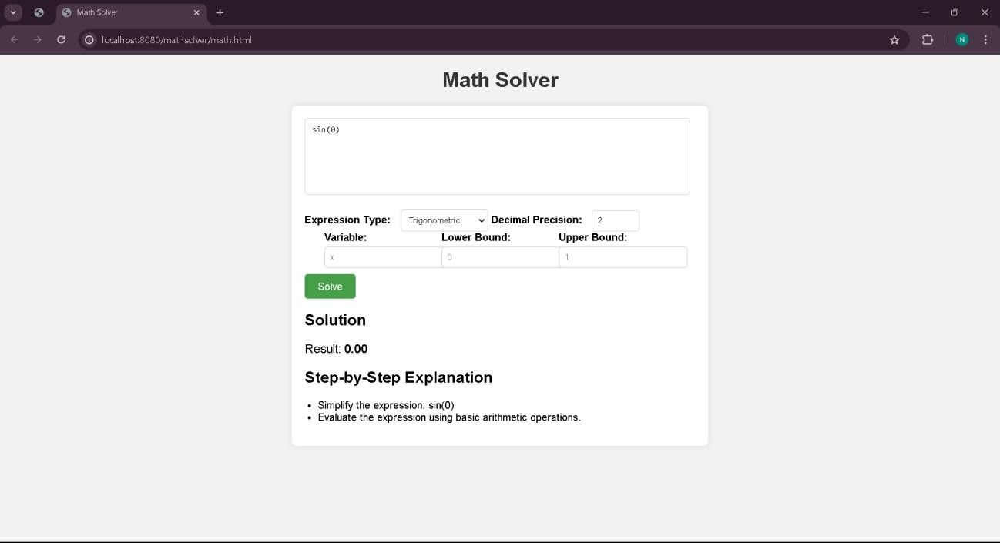 Math Solver
localhost:8080/mathsolver/math.html
N
Math Solver
sin(0)
Expression Type: Trigonometric Decimal Precision: 2
Variable: Lower Bound: Upper Bound:
x 0 1
Solve
Solution
Result: 0.00
Step-by-Step Explanation
• Simplify the expression: sin(0)
• Evaluate the expression using basic arithmetic operations.